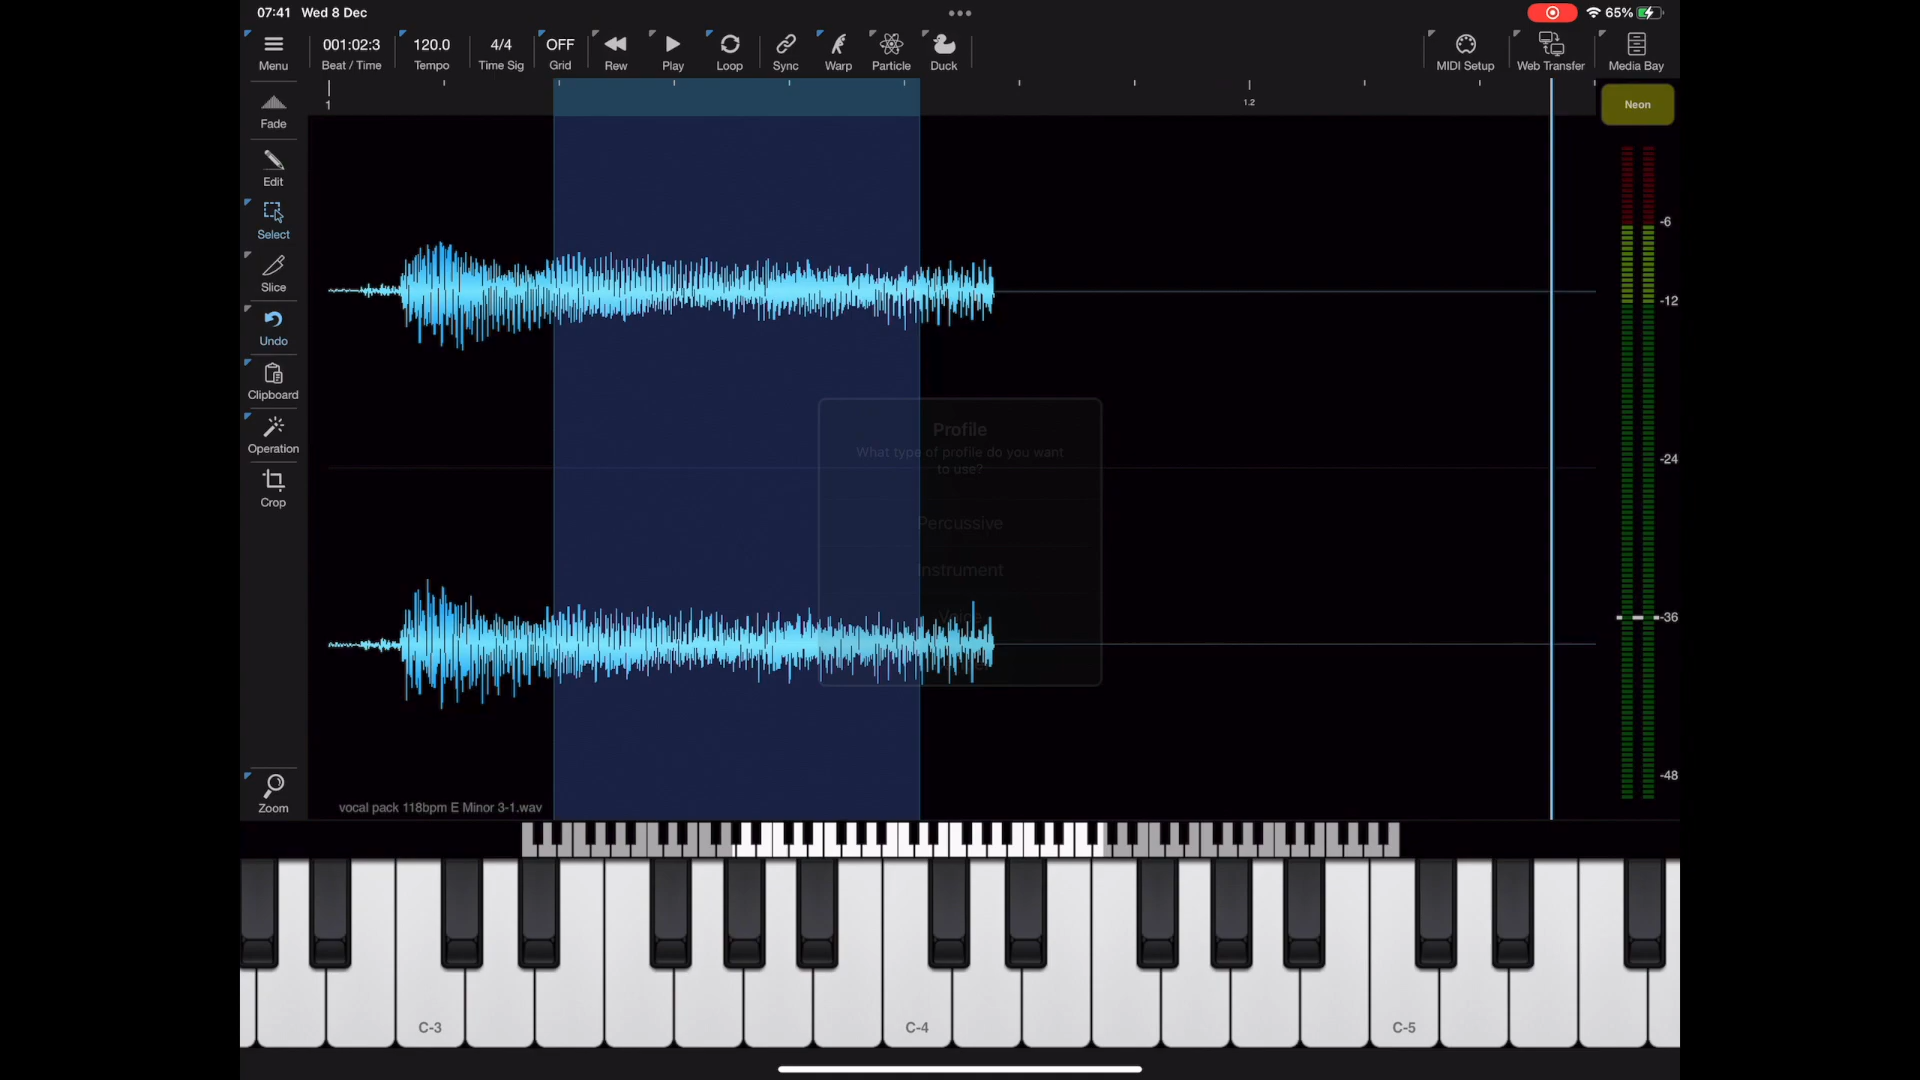 07:41 Wed 8 Dec
65%
Menu
001:02:3
Beat / Time
120.0
Tempo
4/4
Time Sig
OFF
Grid
Rew
Play
Loop
Sync
Warp
Particle
Duck
MIDI Setup
Web Transfer
Media Bay
1
1.2
Neon
Fade
Edit
Select
Slice
Undo
Clipboard
Operation
Crop
Zoom
Profile
What type of profile do you want
to use?
Percussive
Instrument
Voice
-6
-12
-24
-36
-48
vocal pack 118bpm E Minor 3-1.wav
C-3
C-4
C-5